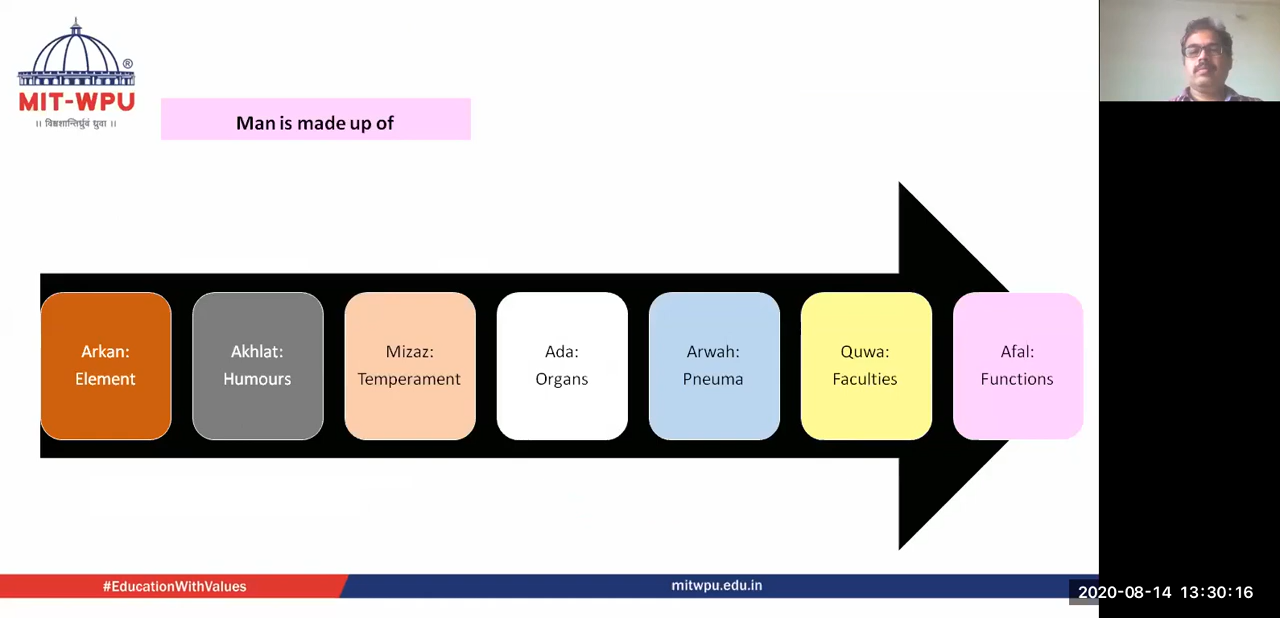 ®
MIT-WPU
॥ विश्वशान्तिर्ध्रुवं ध्रुवा ॥
Man is made up of
Arkan:
Element
Akhlat:
Humours
Mizaz:
Temperament
Ada:
Organs
Arwah:
Pneuma
Quwa:
Faculties
Afal:
Functions
#EducationWithValues
mitwpu.edu.in
2020-08-14 13:30:16